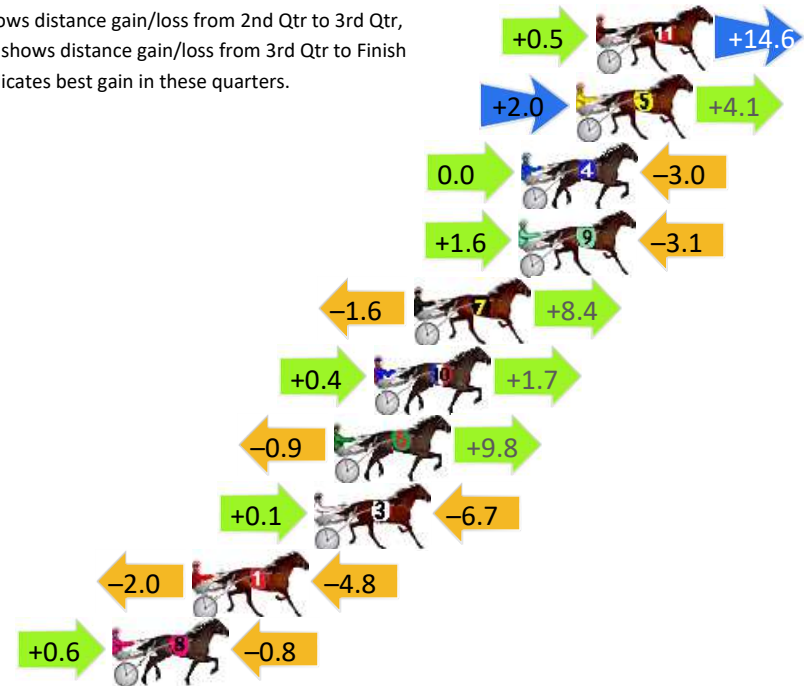 ows distance gain/loss from 2nd Qtr to 3rd Qtr,
shows distance gain/loss from 3rd Qtr to Finish
icates best gain in these quarters.
+0.5 11 +14.6
+2.0 5 +4.1
0.0 4 –3.0
+1.6 9 –3.1
–1.6 7 +8.4
+0.4 10 +1.7
–0.9 6 +9.8
+0.1 3 –6.7
–2.0 1 –4.8
+0.6 8 –0.8